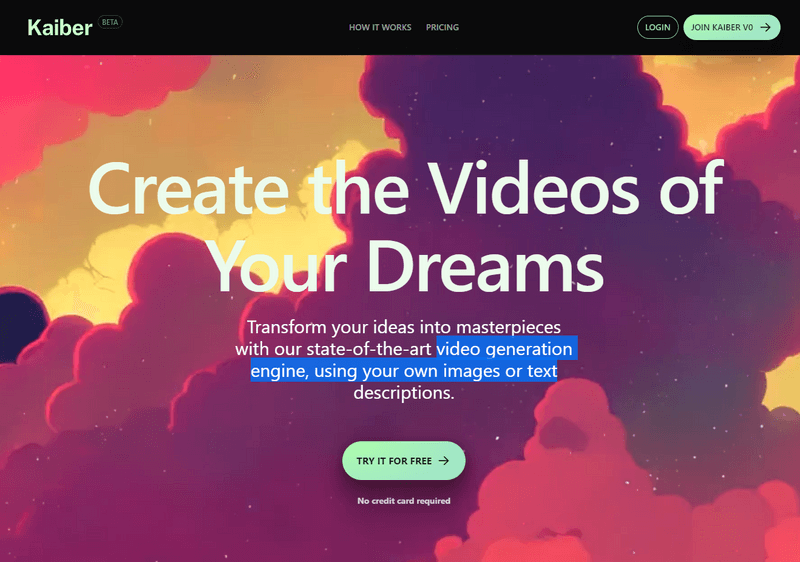 Kaiber BETA HOW IT WORKS PRICING LOGIN JOIN KAIBER V0 →
Create the Videos of
Your Dreams
Transform your ideas into masterpieces
with our state-of-the-art video generation
engine, using your own images or text
descriptions.
TRY IT FOR FREE →
No credit card required